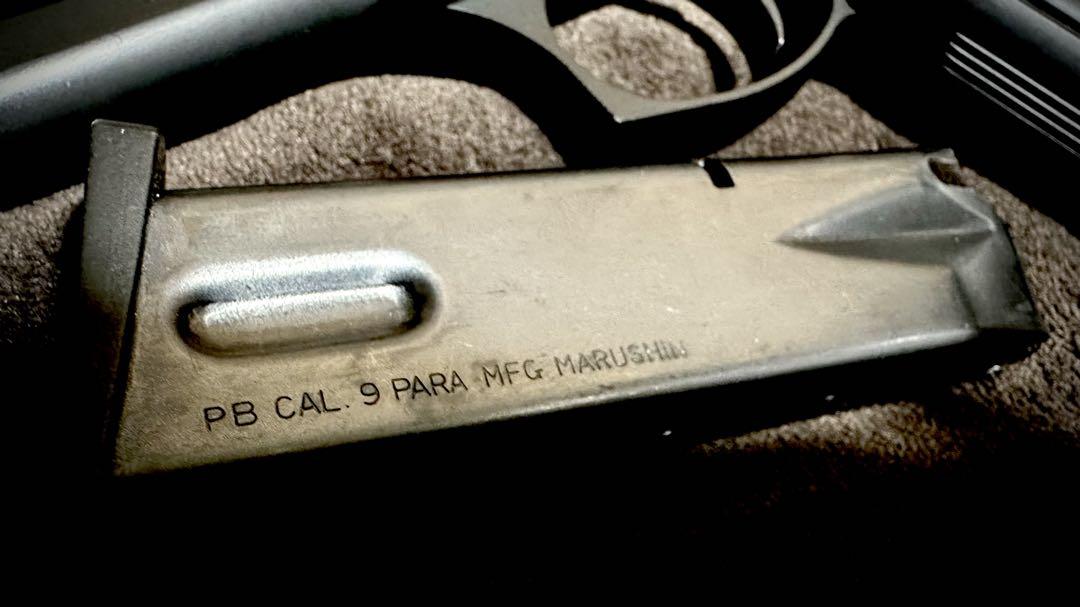 PB CAL. 9 PARA MFG MARUSHIN